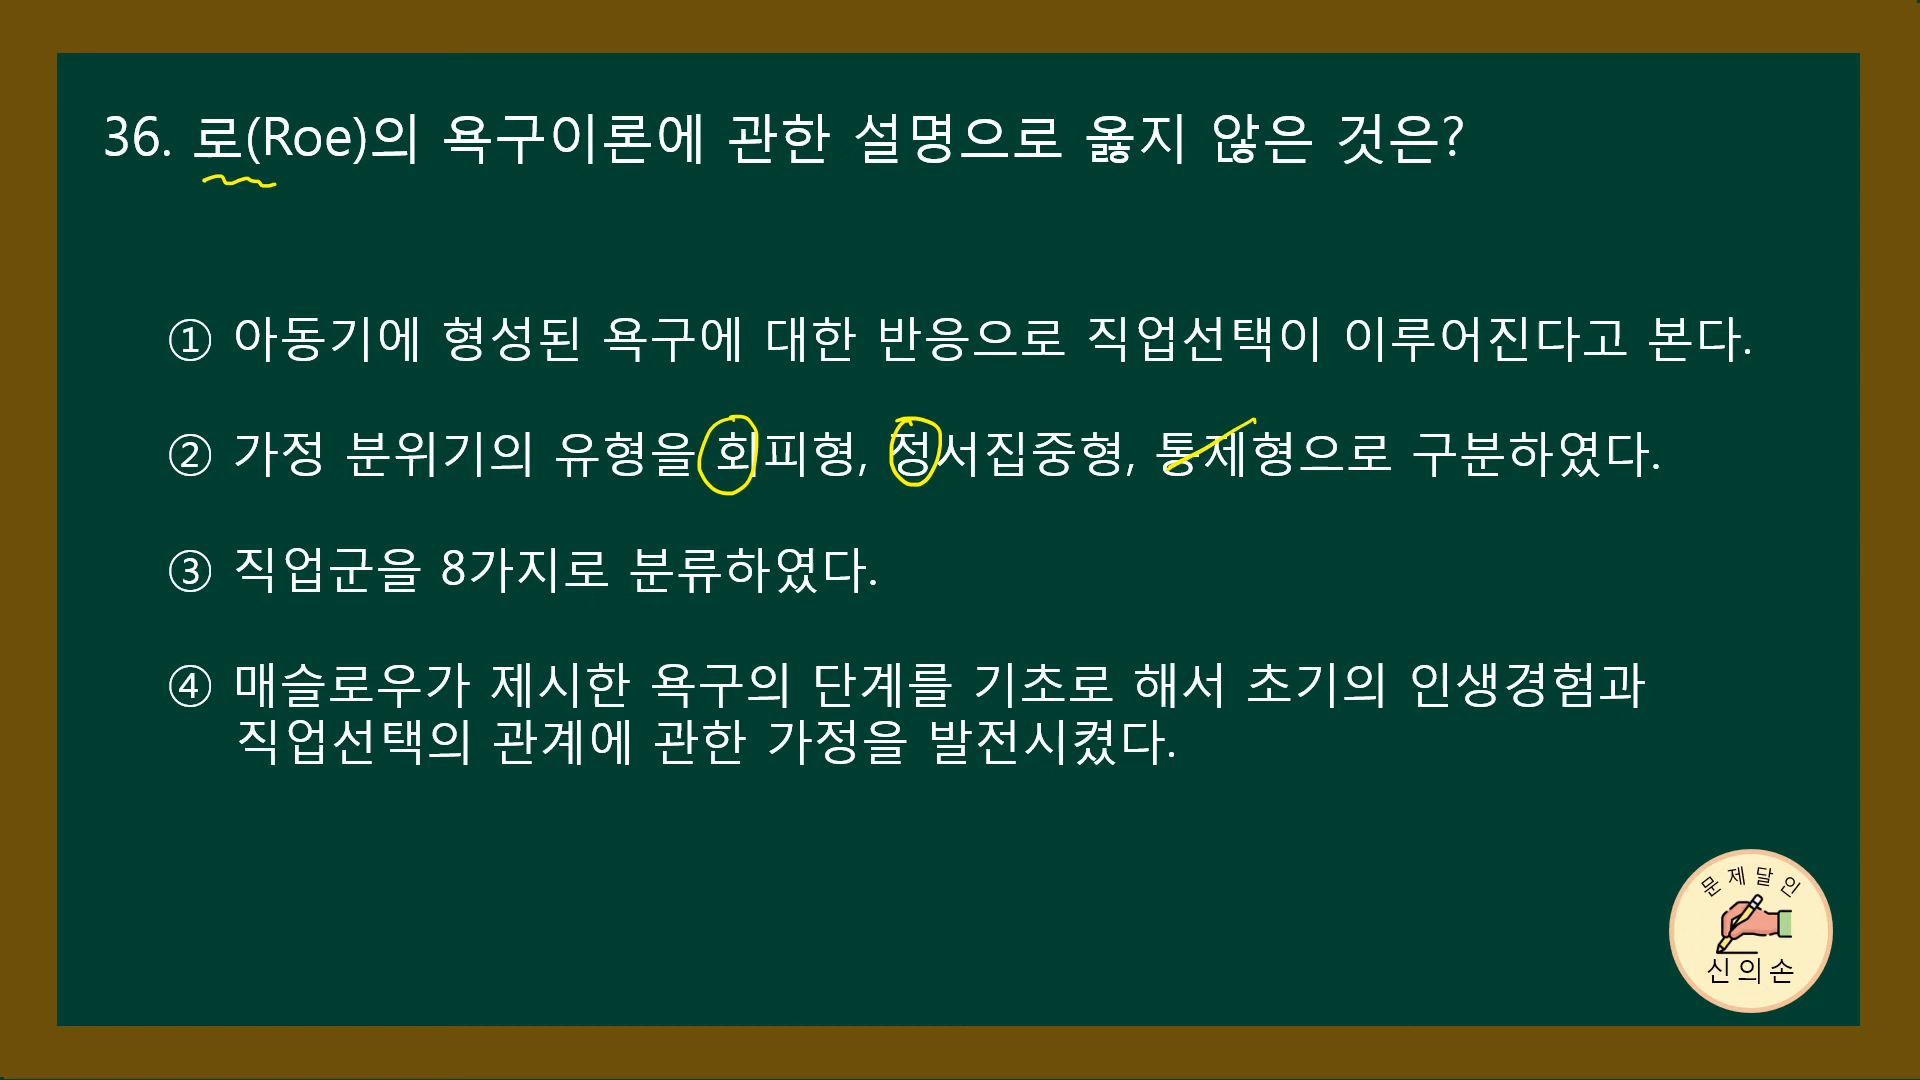 36. 로(Roe)의 욕구이론에 관한 설명으로 옳지 않은 것은?
① 아동기에 형성된 욕구에 대한 반응으로 직업선택이 이루어진다고 본다.
② 가정 분위기의 유형을 회피형, 정서집중형, 통제형으로 구분하였다.
③ 직업군을 8가지로 분류하였다.
④ 매슬로우가 제시한 욕구의 단계를 기초로 해서 초기의 인생경험과
직업선택의 관계에 관한 가정을 발전시켰다.
문제달인
신의손